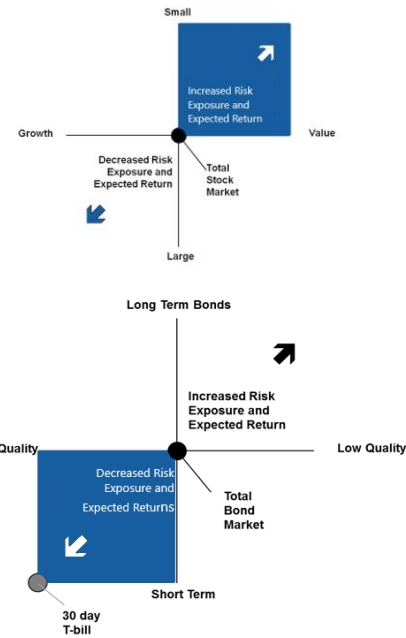 Small
Increased Risk
Exposure and
Expected Return
Growth
Value
Decreased Risk
Exposure and
Expected Return
Total
Stock
Market
Large
Long Term Bonds
Increased Risk
Exposure and
Expected Return
Quality
Low Quality
Decreased Risk
Exposure and
Expected Returns
Total
Bond
Market
Short Term
30 day
T-bill